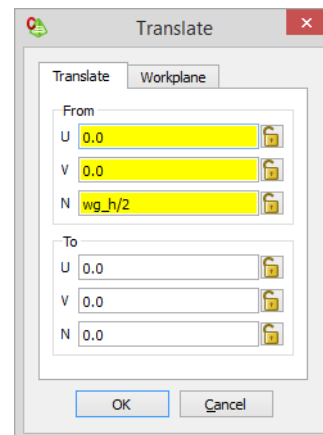 Translate
Translate Workplane
From
U 0.0
V 0.0
N wg_h/2
To
U 0.0
V 0.0
N 0.0
OK Cancel